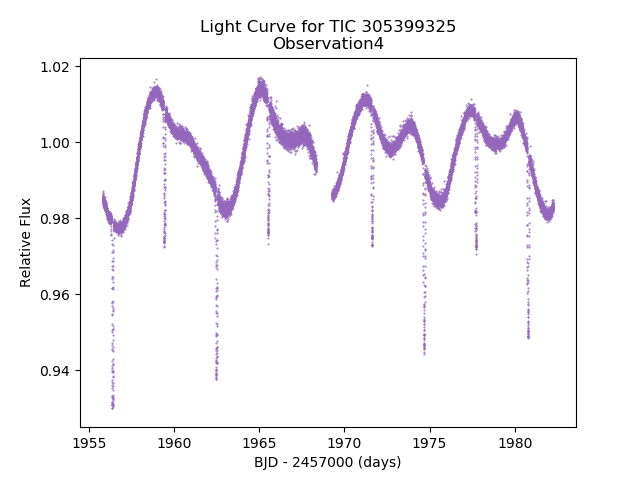 Light Curve for TIC 305399325
Observation4
1.02
1.00
0.98
0.96
0.94
Relative Flux
1955
1960
1965
1970
1975
1980
BJD - 2457000 (days)